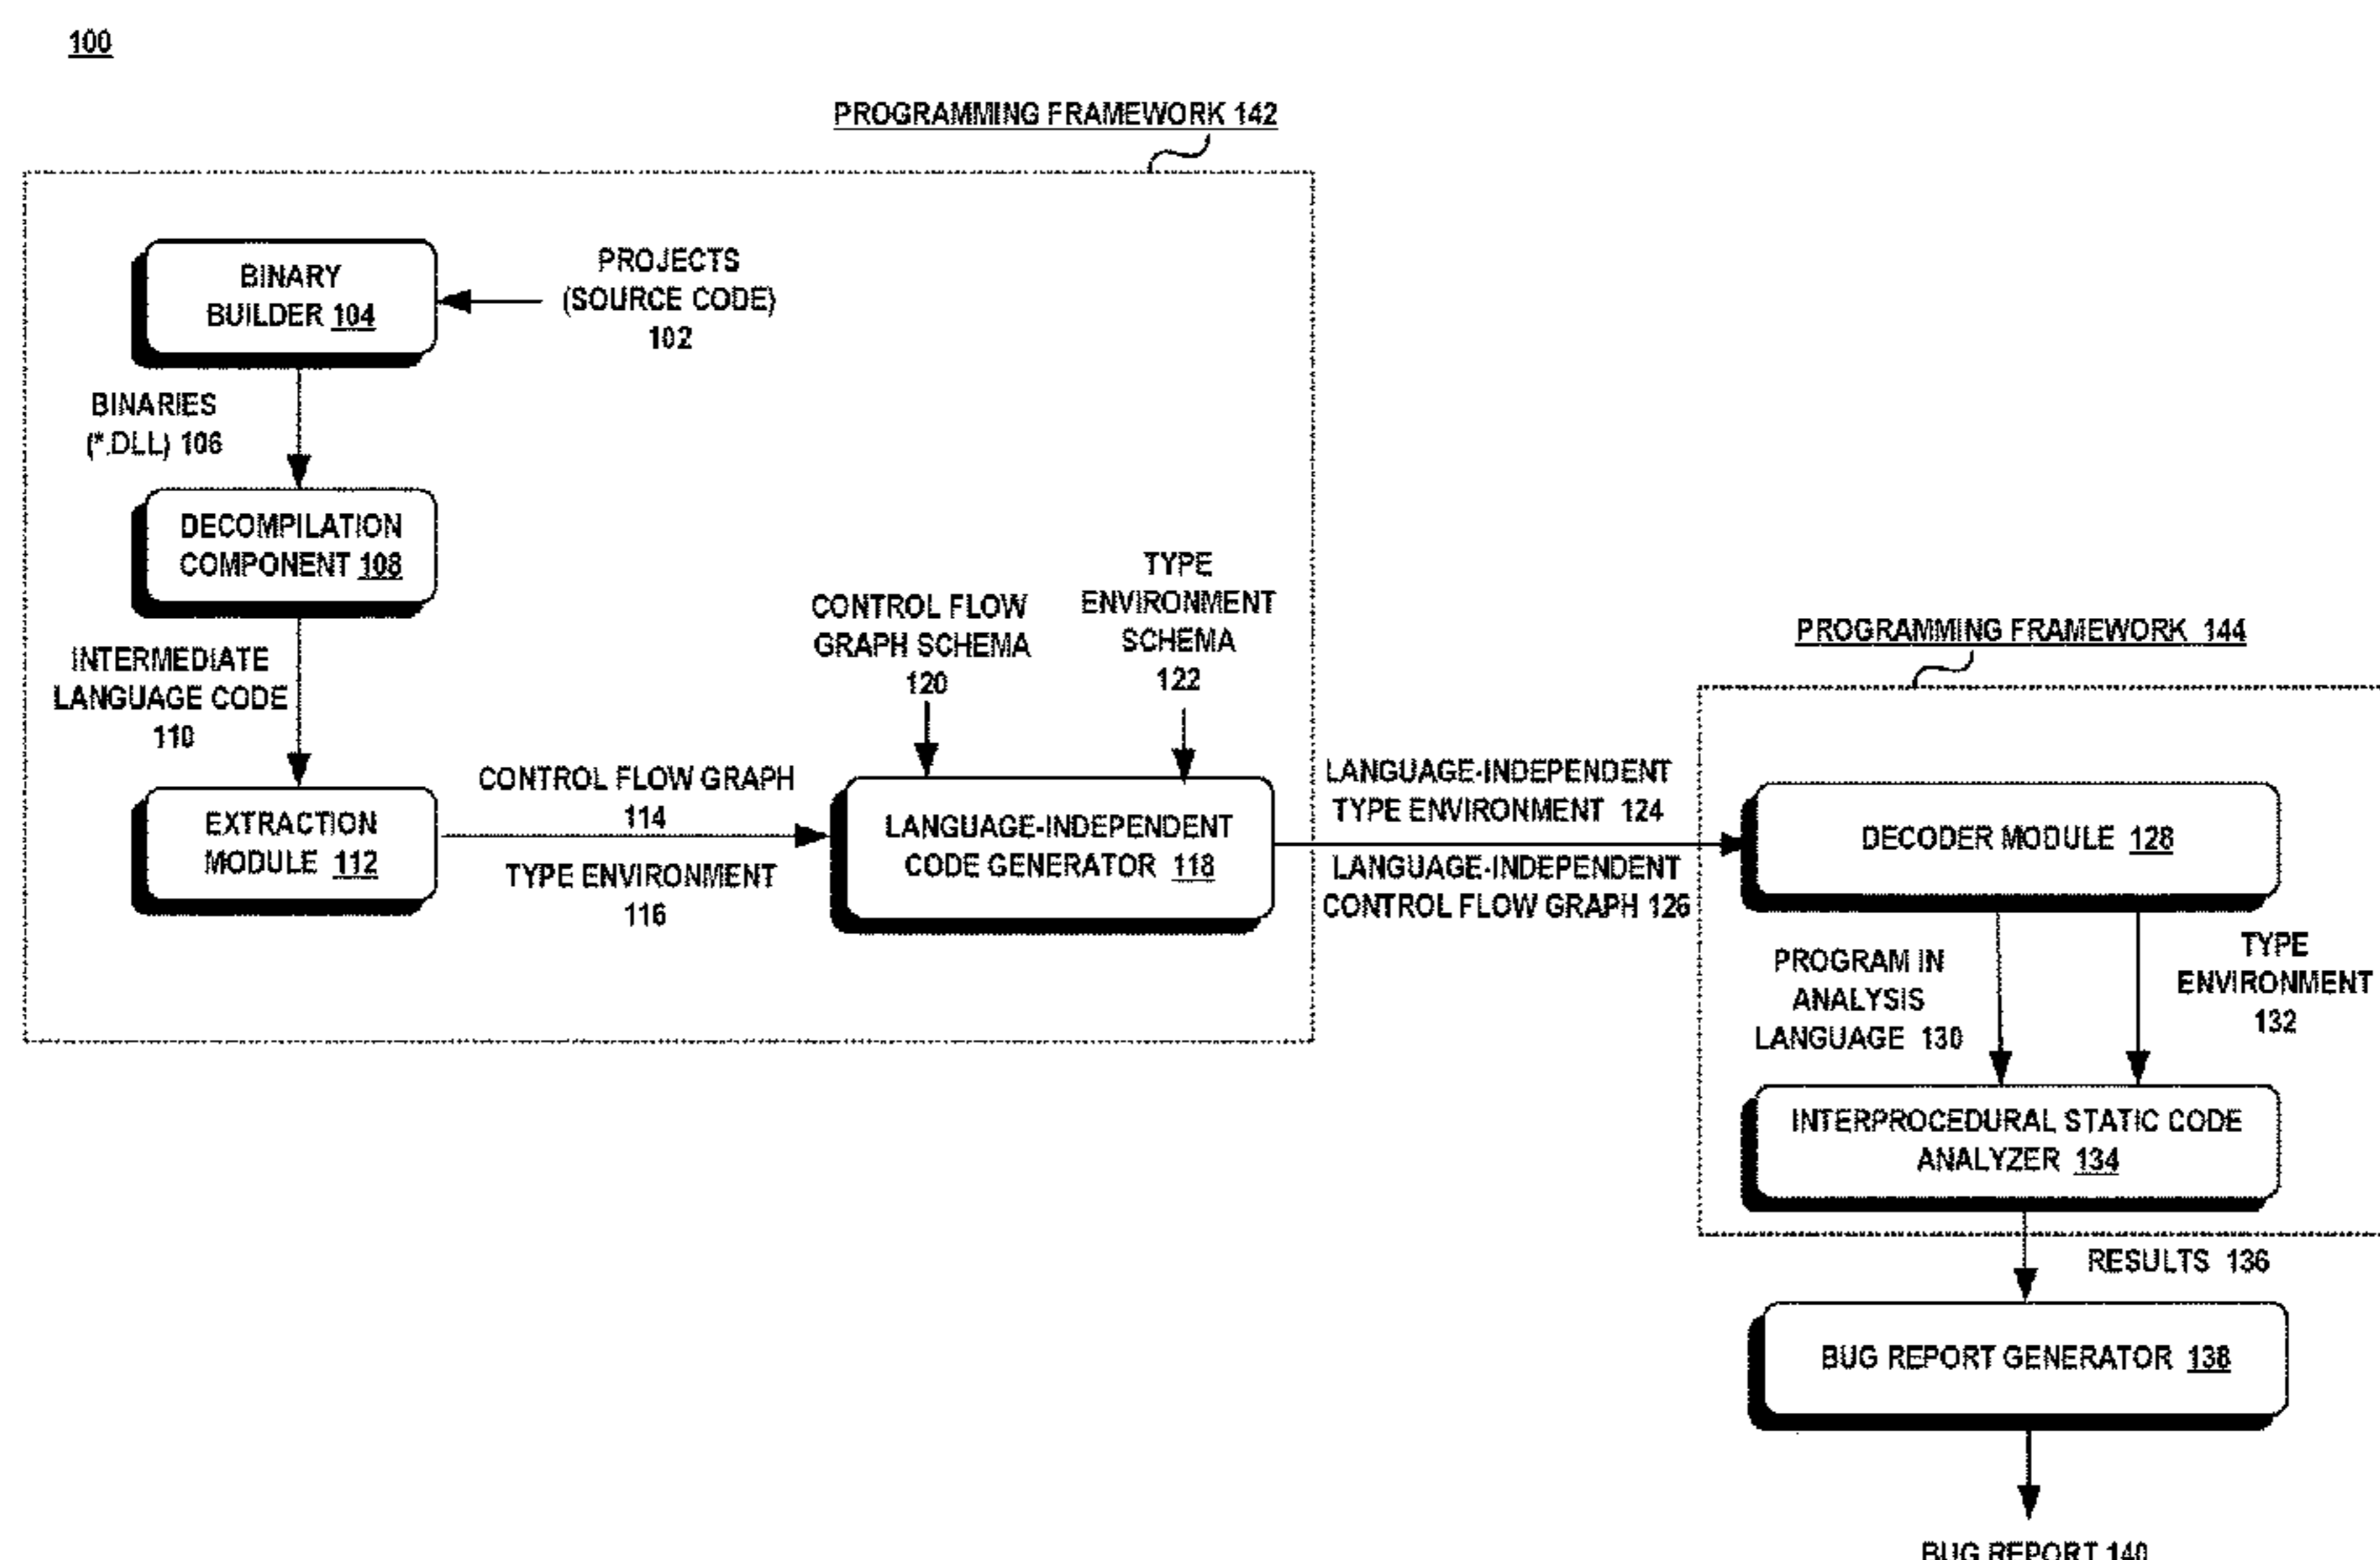 100
PROGRAMMING FRAMEWORK 142
BINARY
BUILDER 104
PROJECTS
(SOURCE CODE)
102
BINARIES
(*.DLL) 106
DECOMPILATION
COMPONENT 108
INTERMEDIATE
LANGUAGE CODE
110
EXTRACTION
MODULE 112
CONTROL FLOW GRAPH
114
TYPE ENVIRONMENT
116
CONTROL FLOW
GRAPH SCHEMA
120
TYPE
ENVIRONMENT
SCHEMA
122
LANGUAGE-INDEPENDENT
CODE GENERATOR 118
LANGUAGE-INDEPENDENT
TYPE ENVIRONMENT 124
LANGUAGE-INDEPENDENT
CONTROL FLOW GRAPH 126
PROGRAMMING FRAMEWORK 144
DECODER MODULE 128
PROGRAM IN
ANALYSIS
LANGUAGE 130
TYPE
ENVIRONMENT
132
INTERPROCEDURAL STATIC CODE
ANALYZER 134
RESULTS 136
BUG REPORT GENERATOR 138
BUG REPORT 140